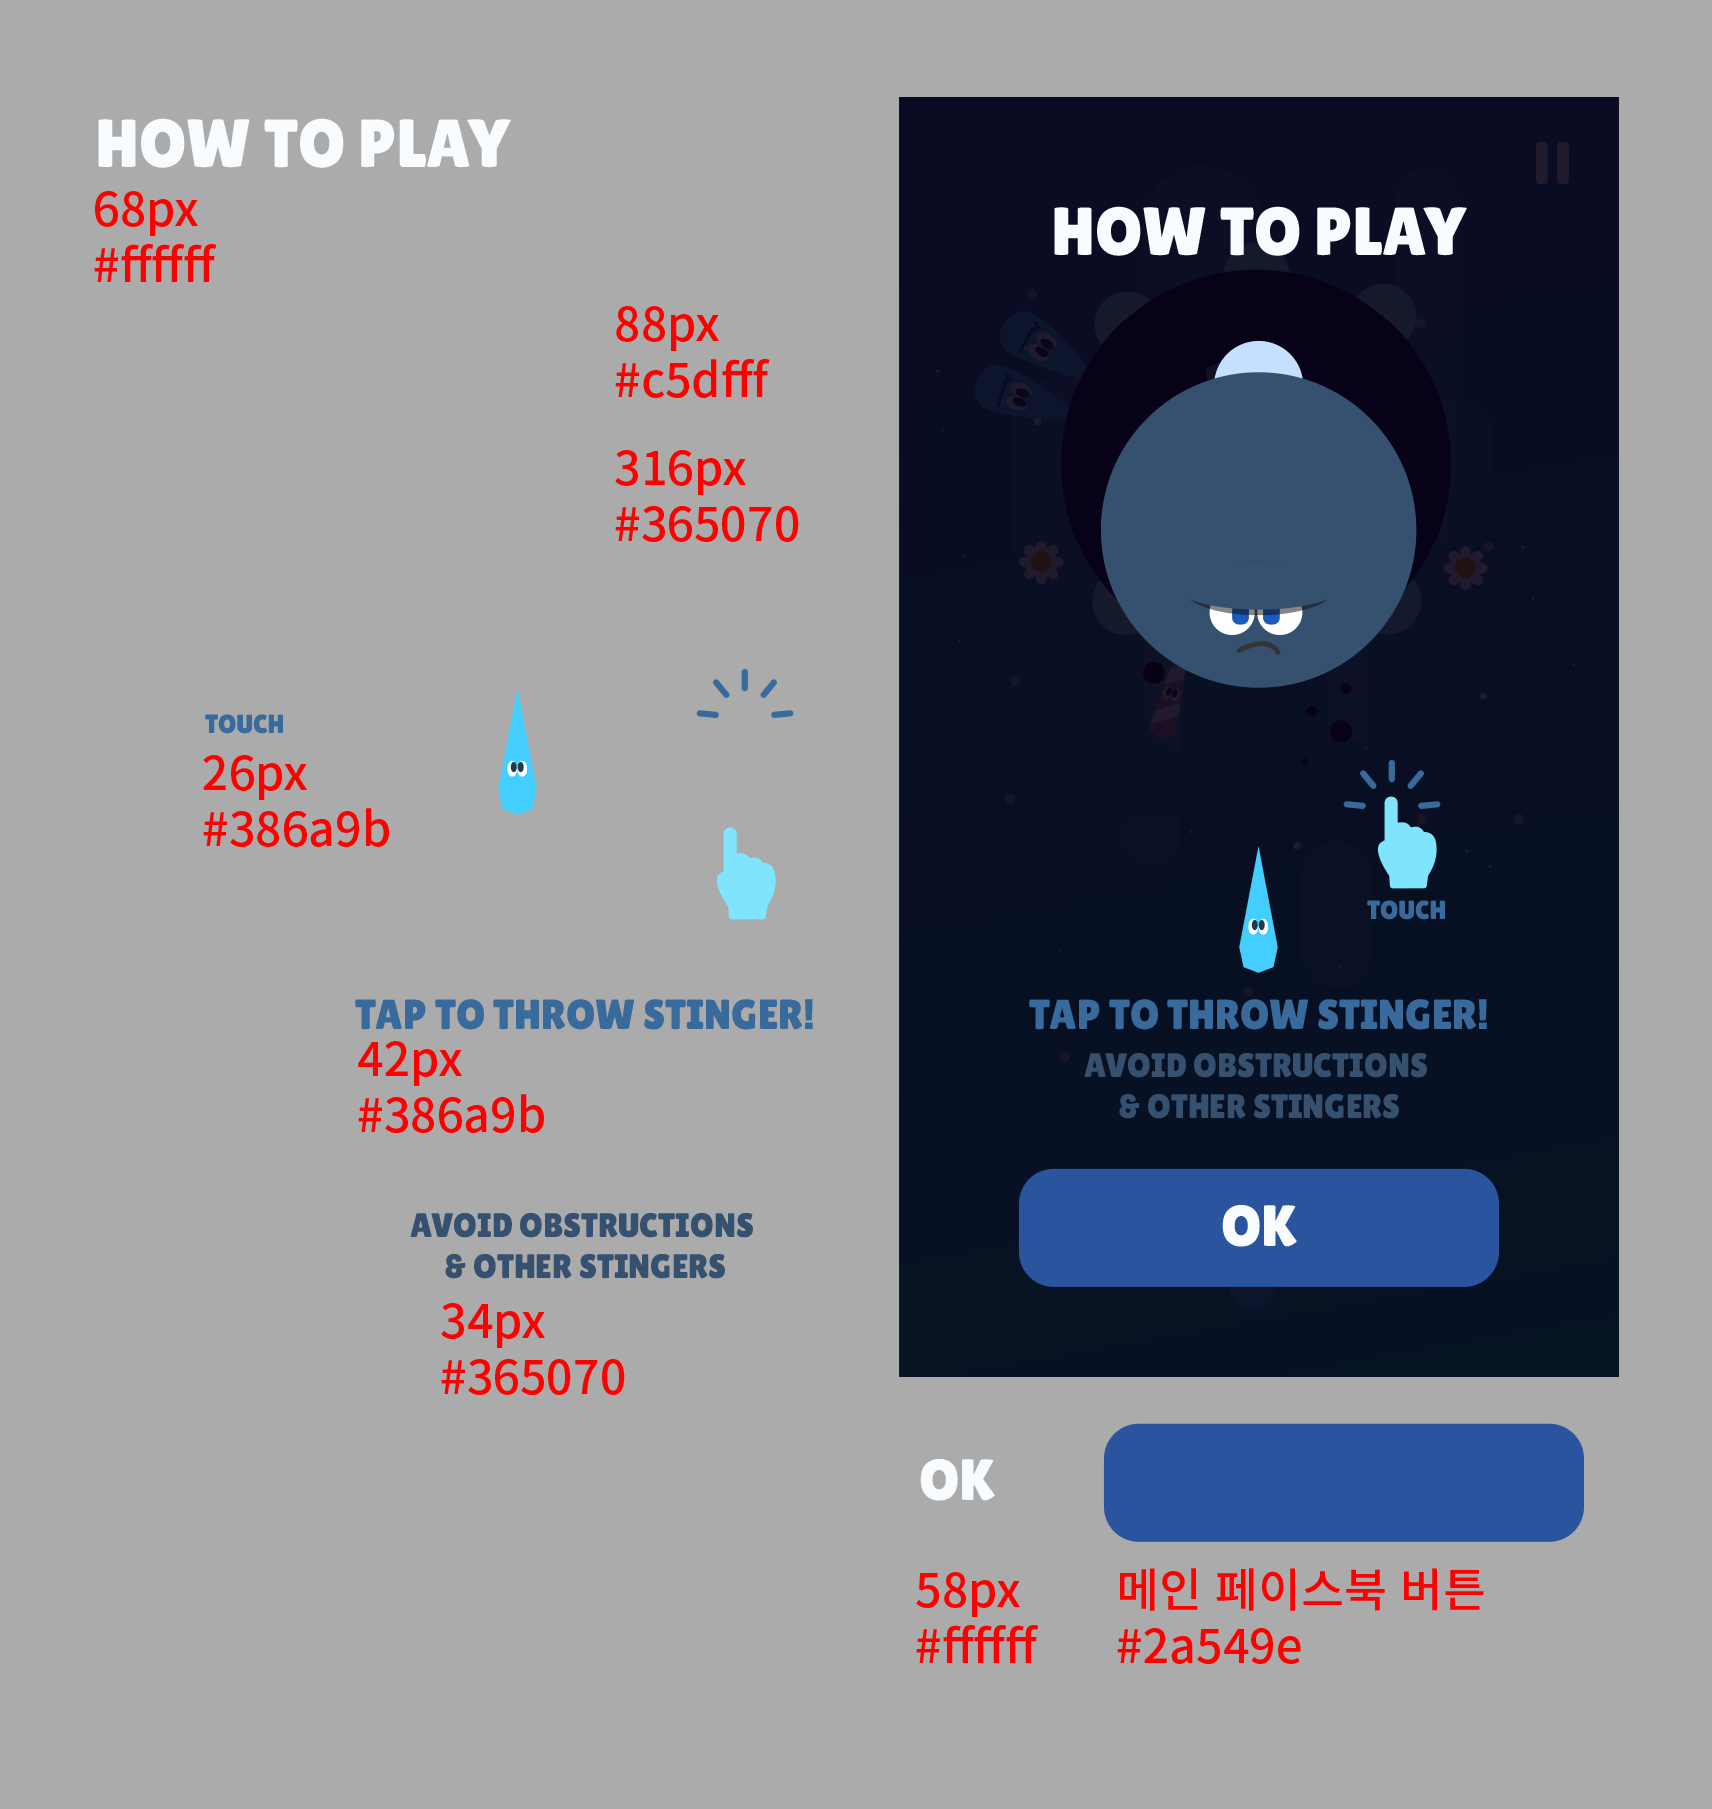 HOW TO PLAY
68px
#ffffff
88px
#c5dfff
316px
#365070
TOUCH
26px
#386a9b
TAP TO THROW STINGER!
42px
#386a9b
AVOID OBSTRUCTIONS
& OTHER STINGERS
34px
#365070
HOW TO PLAY
TOUCH
TAP TO THROW STINGER!
AVOID OBSTRUCTIONS
& OTHER STINGERS
OK
OK
58px
#ffffff
메인 페이스북 버튼
#2a549e